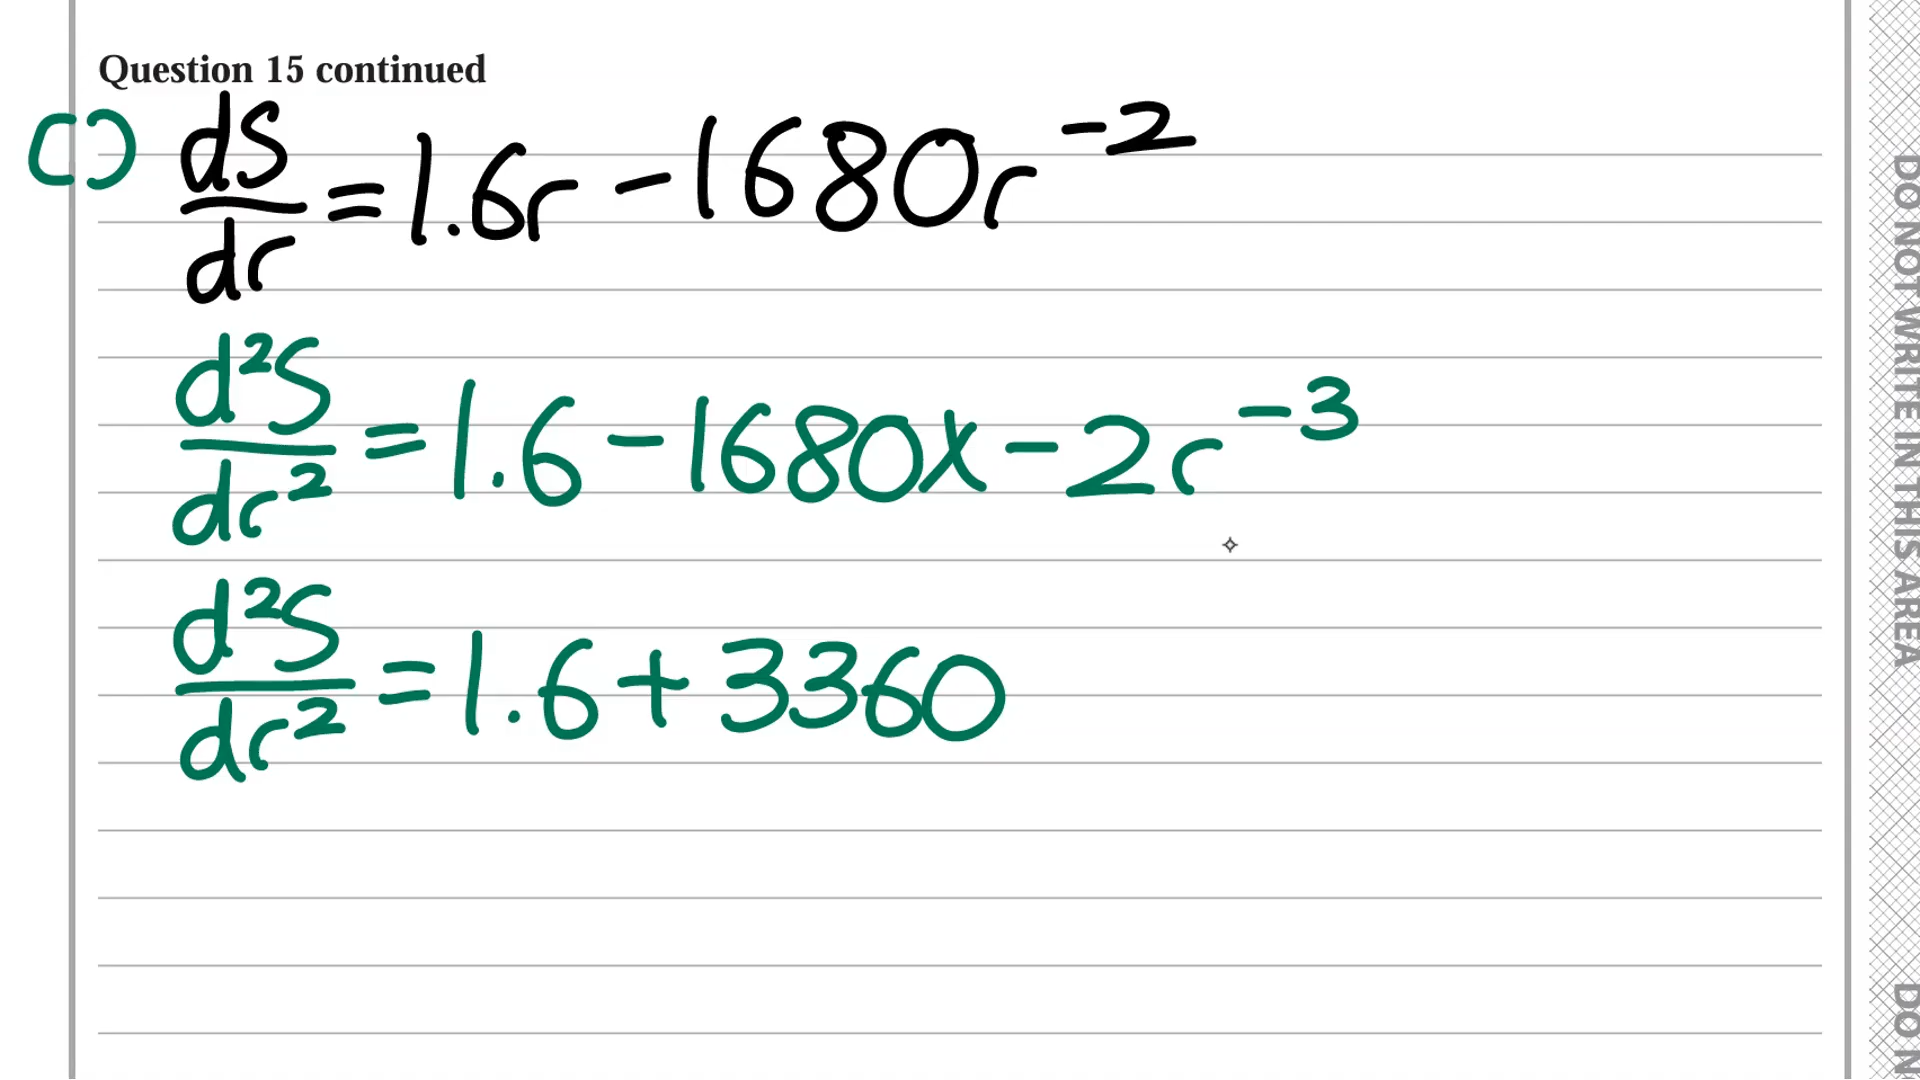 Question 15 continued
c) dS/dr = 1.6r - 1680r⁻²
d²S/dr² = 1.6 - 1680x - 2r⁻³
d²S/dr² = 1.6 + 3360
DO NOT WRITE IN THIS AREA
DO N